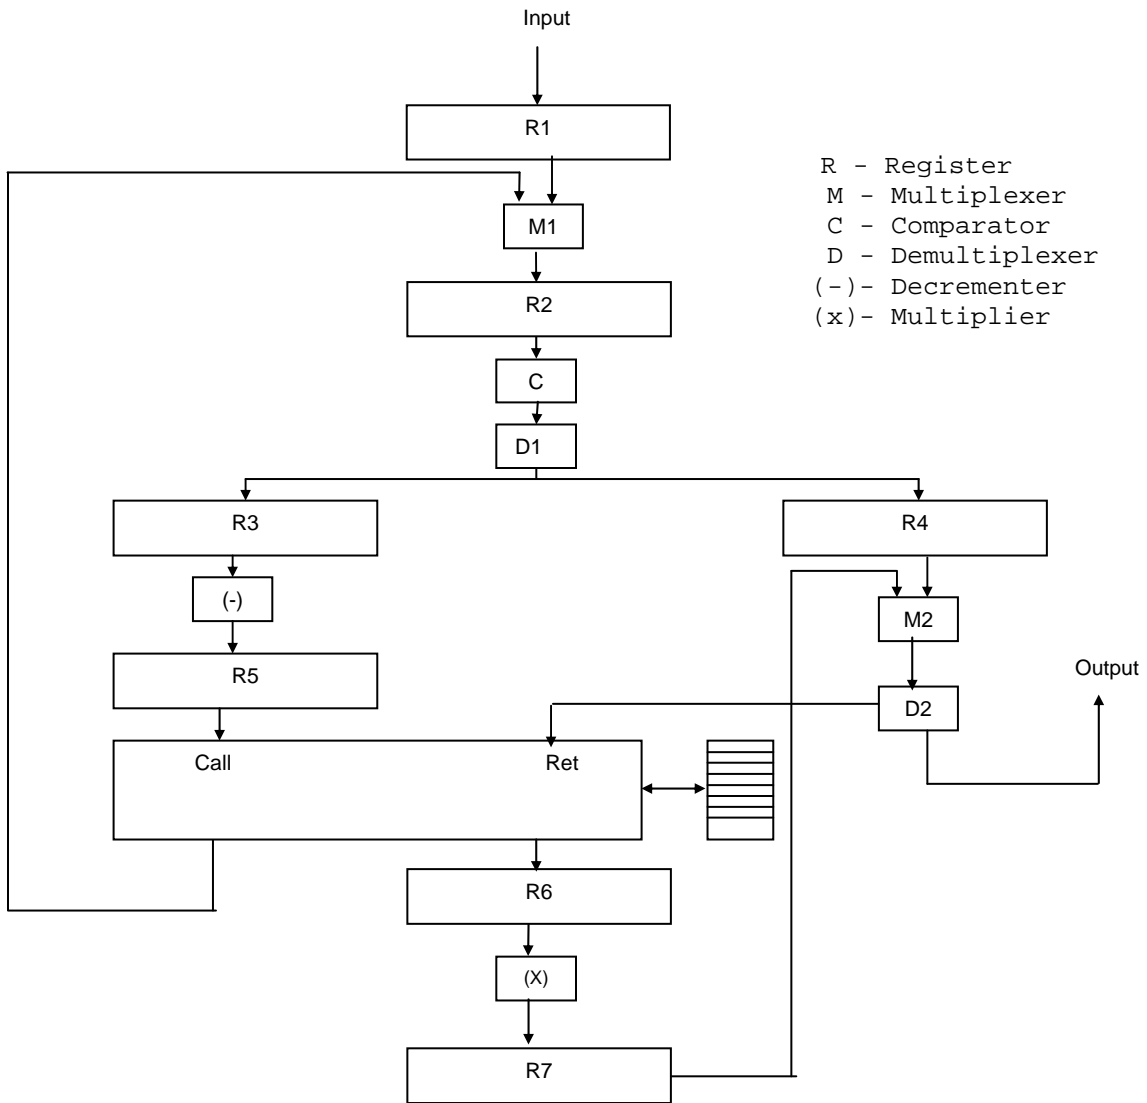 Input
R1
R - Register
M - Multiplexer
C - Comparator
D - Demultiplexer
(-)- Decrementer
(x)- Multiplier
M1
R2
C
D1
R3
R4
(-)
M2
R5
Output
D2
Call
Ret
R6
(X)
R7